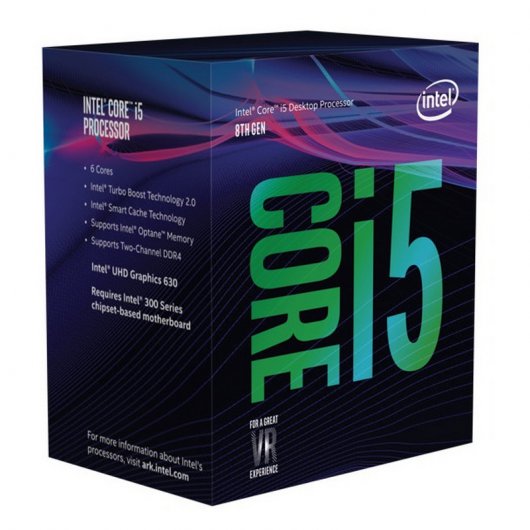 INTEL® CORE™ i5
PROCESSOR
• 6 Cores
• Intel® Turbo Boost Technology 2.0
• Intel® Smart Cache Technology
• Supports Intel® Optane™ Memory
• Supports Two-Channel DDR4
Intel® UHD Graphics 630
Requires Intel® 300 Series
chipset-based motherboard
For more information about Intel's
processors, visit ark.intel.com
Intel® Core™ i5 Desktop Processor
8TH GEN
intel®
CORE i5
FOR A GREAT
VR
EXPERIENCE